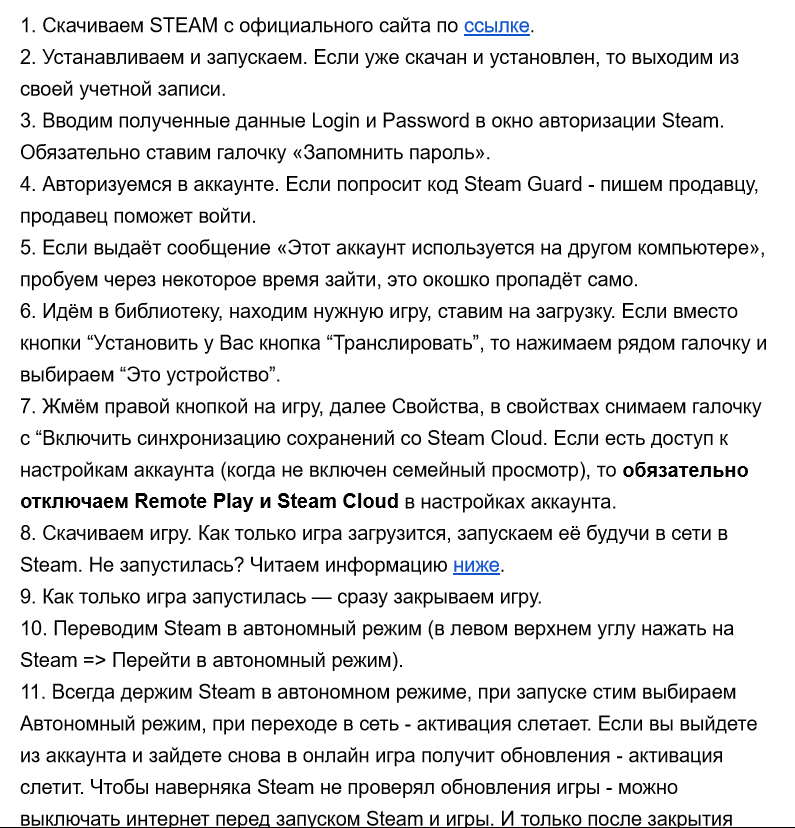 1. Скачиваем STEAM с официального сайта по ссылке.
2. Устанавливаем и запускаем. Если уже скачан и установлен, то выходим из
своей учетной записи.
3. Вводим полученные данные Login и Password в окно авторизации Steam.
Обязательно ставим галочку «Запомнить пароль».
4. Авторизуемся в аккаунте. Если попросит код Steam Guard - пишем продавцу,
продавец поможет войти.
5. Если выдаёт сообщение «Этот аккаунт используется на другом компьютере»,
пробуем через некоторое время зайти, это окошко пропадёт само.
6. Идём в библиотеку, находим нужную игру, ставим на загрузку. Если вместо
кнопки “Установить у Вас кнопка “Транслировать”, то нажимаем рядом галочку и
выбираем “Это устройство”.
7. Жмём правой кнопкой на игру, далее Свойства, в свойствах снимаем галочку
с “Включить синхронизацию сохранений со Steam Cloud. Если есть доступ к
настройкам аккаунта (когда не включен семейный просмотр), то обязательно
отключаем Remote Play и Steam Cloud в настройках аккаунта.
8. Скачиваем игру. Как только игра загрузится, запускаем её будучи в сети в
Steam. Не запустилась? Читаем информацию ниже.
9. Как только игра запустилась — сразу закрываем игру.
10. Переводим Steam в автономный режим (в левом верхнем углу нажать на
Steam => Перейти в автономный режим).
11. Всегда держим Steam в автономном режиме, при запуске стим выбираем
Автономный режим, при переходе в сеть - активация слетает. Если вы выйдете
из аккаунта и зайдете снова в онлайн игра получит обновления - активация
слетит. Чтобы наверняка Steam не проверял обновления игры - можно
выключать интернет перед запуском Steam и игры. И только после закрытия